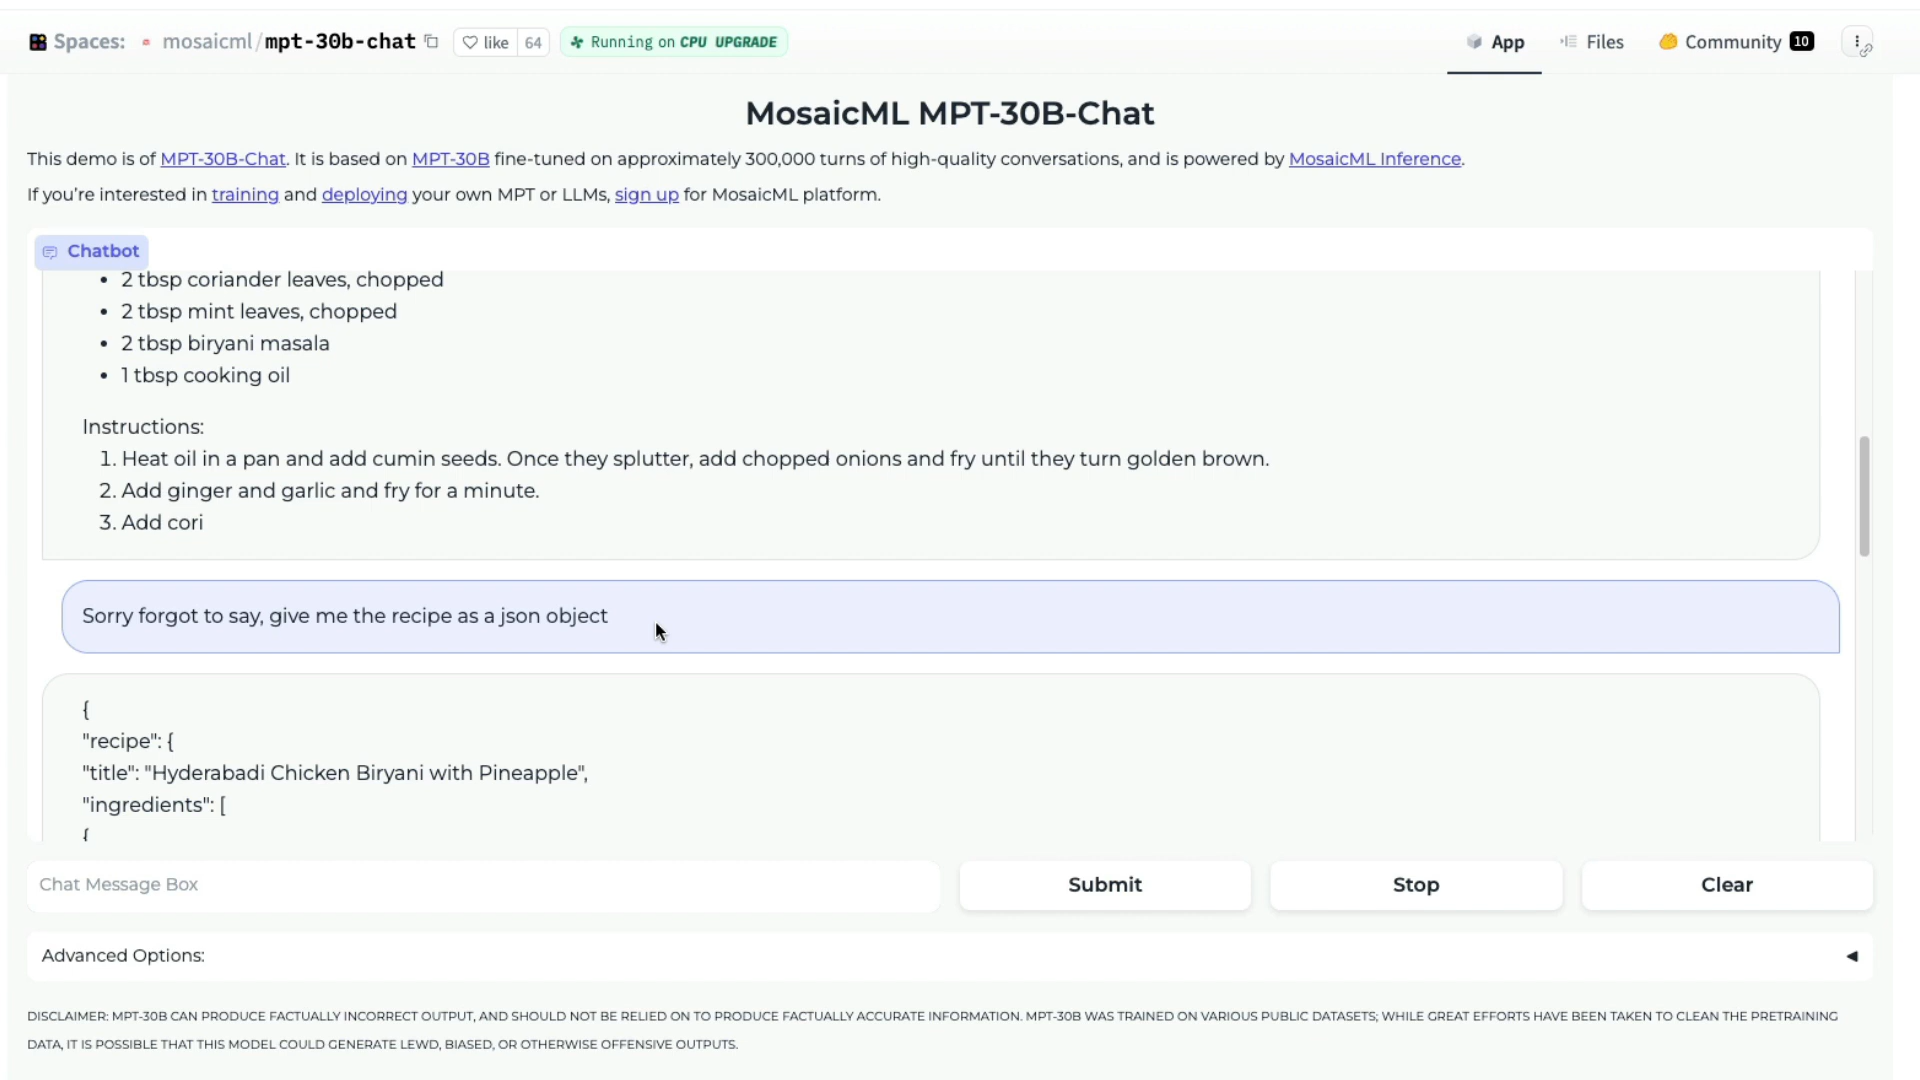 Spaces: mosaicml/mpt-30b-chat like 64 Running on CPU UPGRADE App Files Community 10
MosaicML MPT-30B-Chat
This demo is of MPT-30B-Chat. It is based on MPT-30B fine-tuned on approximately 300,000 turns of high-quality conversations, and is powered by MosaicML Inference.
If you're interested in training and deploying your own MPT or LLMs, sign up for MosaicML platform.
Chatbot
• 2 tbsp coriander leaves, chopped
• 2 tbsp mint leaves, chopped
• 2 tbsp biryani masala
• 1 tbsp cooking oil
Instructions:
1. Heat oil in a pan and add cumin seeds. Once they splutter, add chopped onions and fry until they turn golden brown.
2. Add ginger and garlic and fry for a minute.
3. Add cori
Sorry forgot to say, give me the recipe as a json object
{
"recipe": {
"title": "Hyderabadi Chicken Biryani with Pineapple",
"ingredients": [
{
Chat Message Box Submit Stop Clear
Advanced Options:
DISCLAIMER: MPT-30B CAN PRODUCE FACTUALLY INCORRECT OUTPUT, AND SHOULD NOT BE RELIED ON TO PRODUCE FACTUALLY ACCURATE INFORMATION. MPT-30B WAS TRAINED ON VARIOUS PUBLIC DATASETS; WHILE GREAT EFFORTS HAVE BEEN TAKEN TO CLEAN THE PRETRAINING
DATA, IT IS POSSIBLE THAT THIS MODEL COULD GENERATE LEWD, BIASED, OR OTHERWISE OFFENSIVE OUTPUTS.